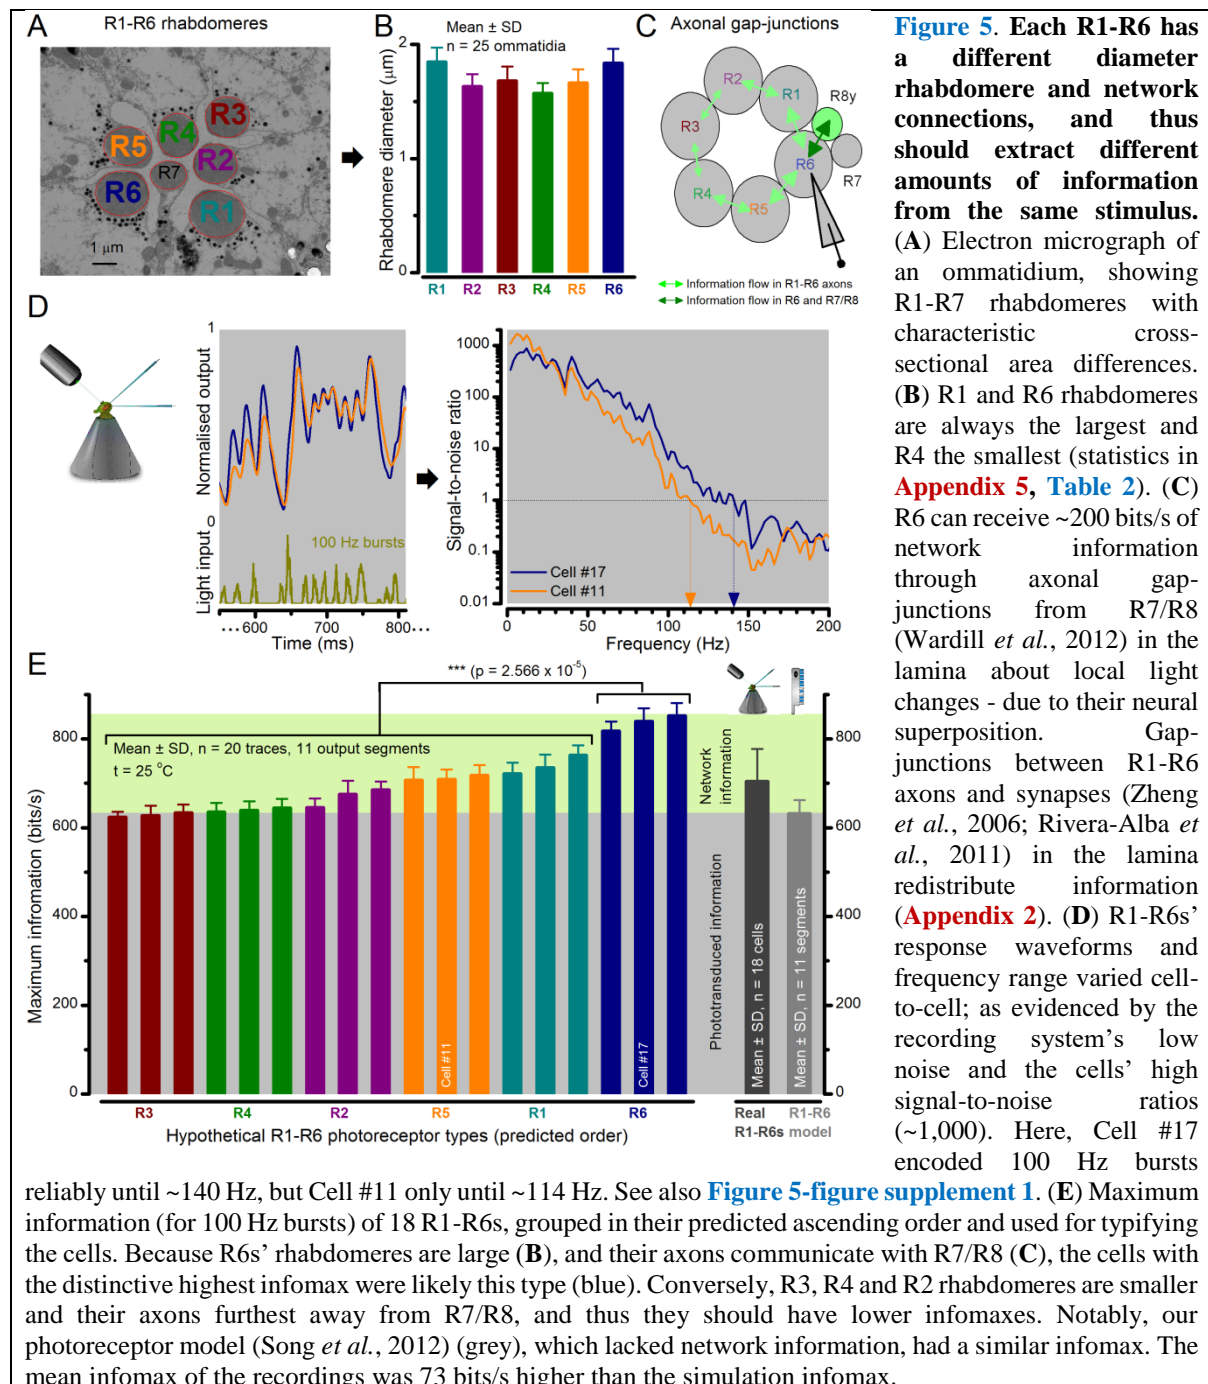 A
R1-R6 rhabdomeres
R3
R4
R5
R2
R7
R6
R1
1 μm
B
Mean ± SD
n = 25 ommatidia
Rhabdomere diameter (μm)
2
1
0
R1 R2 R3 R4 R5 R6
C
Axonal gap-junctions
R2
R1
R8y
R3
R6
R7
R4
R5
Information flow in R1-R6 axons
Information flow in R6 and R7/R8
D
Normalised output
1
0
Light input
100 Hz bursts
...600 700 800...
Time (ms)
Signal-to-noise ratio
1000
100
10
1
0.1
0.01
Cell #17
Cell #11
0 50 100 150 200
Frequency (Hz)
E
*** (p = 2.566 x 10-5)
Mean ± SD, n = 20 traces, 11 output segments
t = 25 oC
Maximum infromation (bits/s)
800
600
400
200
0
Cell #11
Cell #17
Network
information
Phototransduced information
Mean ± SD, n = 18 cells
Mean ± SD, n = 11 segments
800
600
400
200
0
R3 R4 R2 R5 R1 R6
Real R1-R6
R1-R6s model
Hypothetical R1-R6 photoreceptor types (predicted order)
Figure 5. Each R1-R6 has
a different diameter
rhabdomere and network
connections, and thus
should extract different
amounts of information
from the same stimulus.
(A) Electron micrograph of
an ommatidium, showing
R1-R7 rhabdomeres with
characteristic cross-
sectional area differences.
(B) R1 and R6 rhabdomeres
are always the largest and
R4 the smallest (statistics in
Appendix 5, Table 2). (C)
R6 can receive ~200 bits/s of
network information
through axonal gap-
junctions from R7/R8
(Wardill et al., 2012) in the
lamina about local light
changes - due to their neural
superposition. Gap-
junctions between R1-R6
axons and synapses (Zheng
et al., 2006; Rivera-Alba et
al., 2011) in the lamina
redistribute information
(Appendix 2). (D) R1-R6s'
response waveforms and
frequency range varied cell-
to-cell; as evidenced by the
recording system's low
noise and the cells' high
signal-to-noise ratios
(~1,000). Here, Cell #17
encoded 100 Hz bursts
reliably until ~140 Hz, but Cell #11 only until ~114 Hz. See also Figure 5-figure supplement 1. (E) Maximum
information (for 100 Hz bursts) of 18 R1-R6s, grouped in their predicted ascending order and used for typifying
the cells. Because R6s' rhabdomeres are large (B), and their axons communicate with R7/R8 (C), the cells with
the distinctive highest infomax were likely this type (blue). Conversely, R3, R4 and R2 rhabdomeres are smaller
and their axons furthest away from R7/R8, and thus they should have lower infomaxes. Notably, our
photoreceptor model (Song et al., 2012) (grey), which lacked network information, had a similar infomax. The
mean infomax of the recordings was 73 bits/s higher than the simulation infomax.